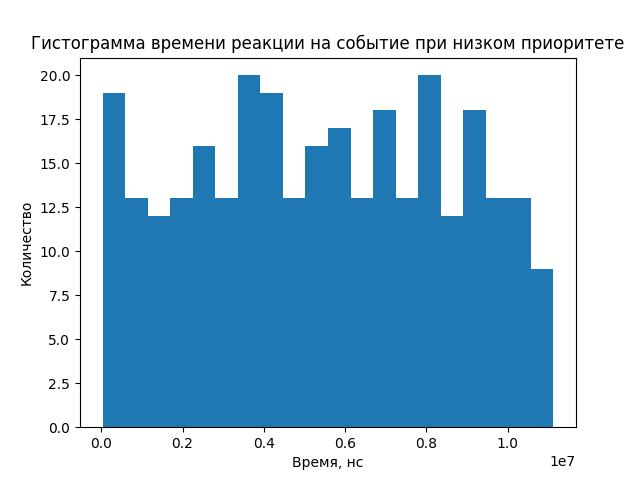 Гистограмма времени реакции на событие при низком приоритете
20.0
17.5
15.0
12.5
10.0
7.5
5.0
2.5
0.0
Количество
0.0 0.2 0.4 0.6 0.8 1.0
1e7
Время, нс